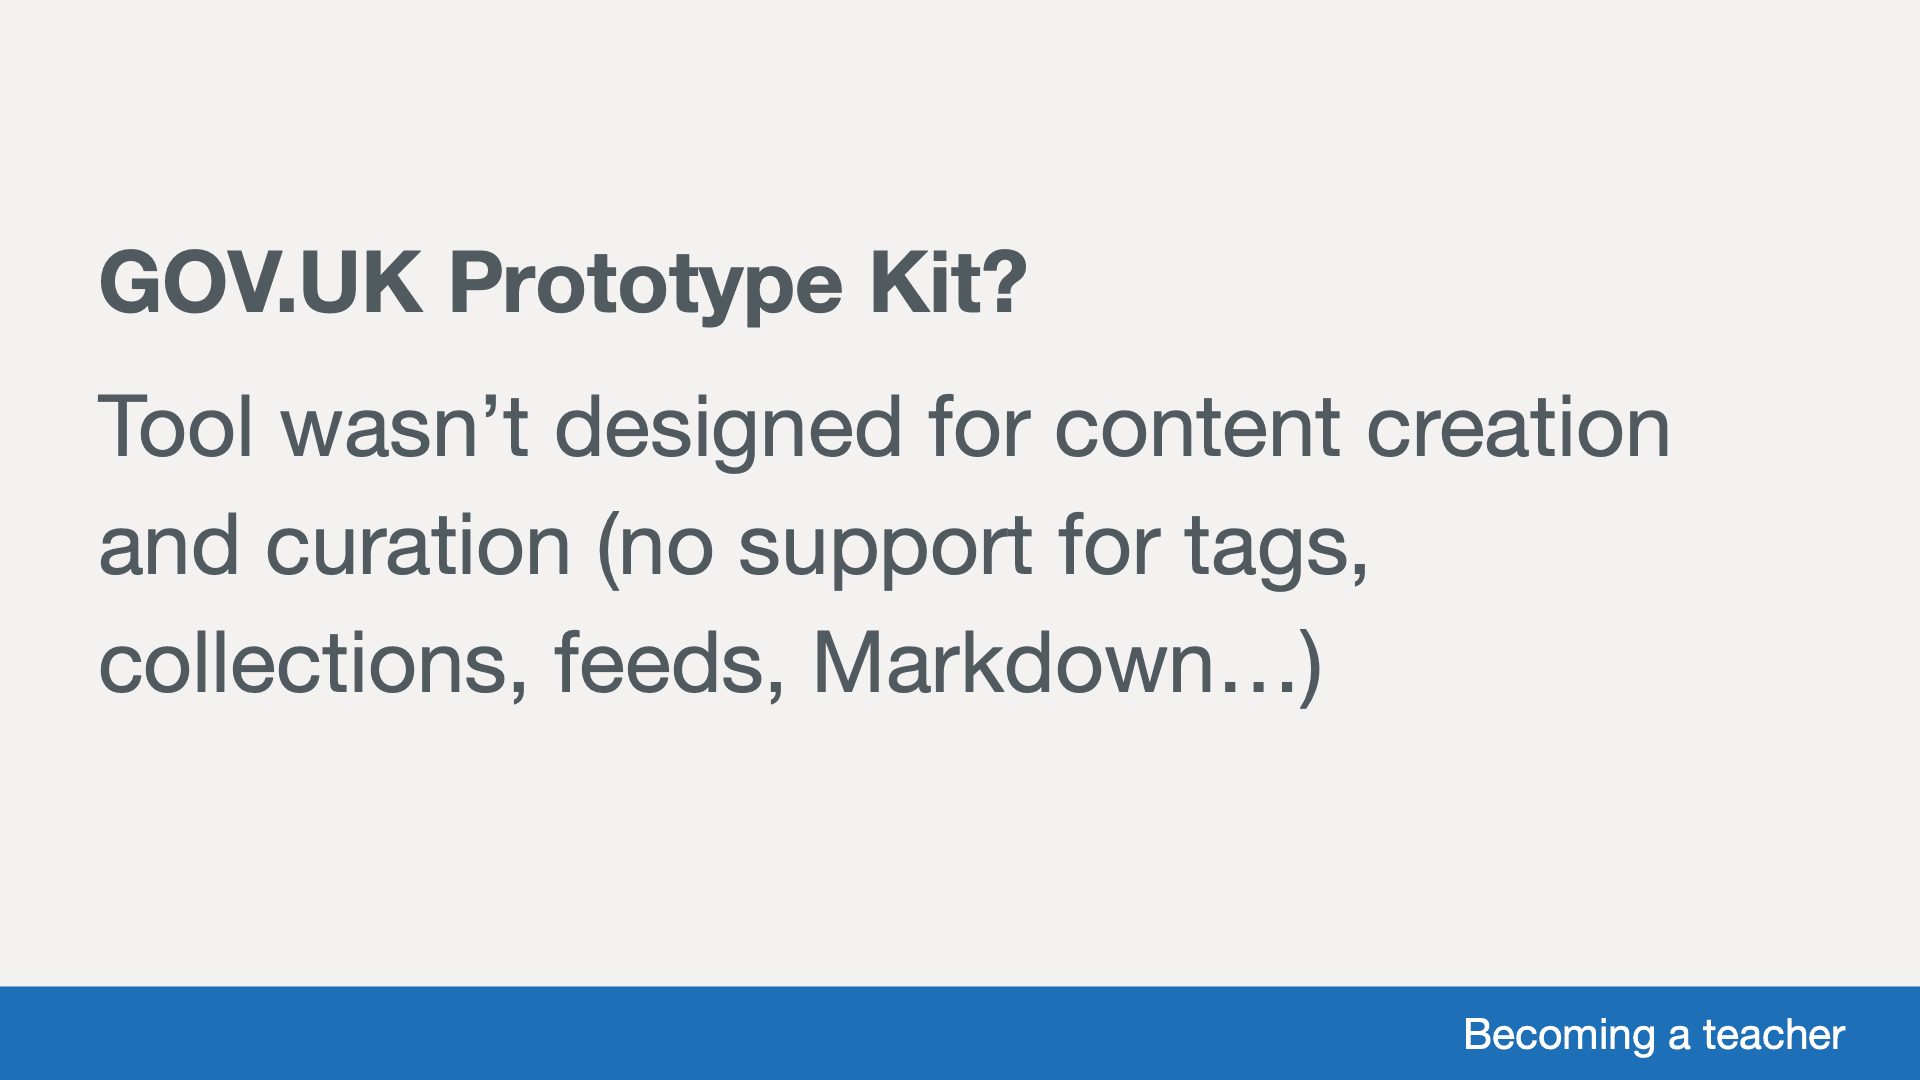 GOV.UK Prototype Kit?
Tool wasn’t designed for content creation
and curation (no support for tags,
collections, feeds, Markdown…)
Becoming a teacher